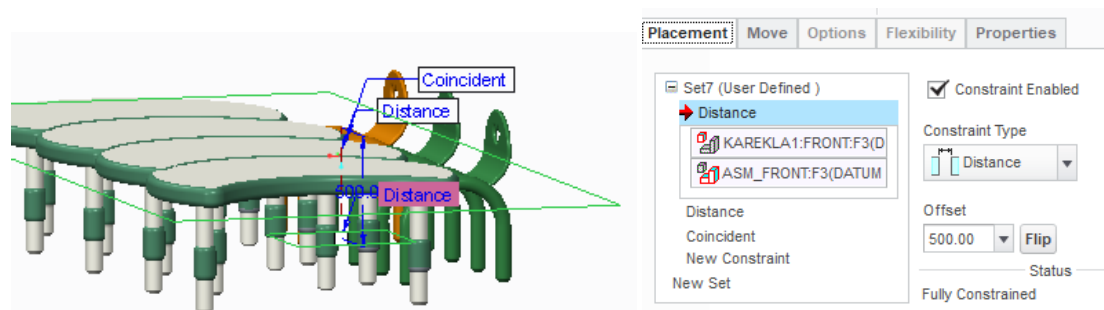 Coincident
Distance
500.0
Distance
Placement
Move
Options
Flexibility
Properties
Set7 (User Defined )
Distance
KAREKLA1:FRONT:F3(D
ASM_FRONT:F3(DATUM
Distance
Coincident
New Constraint
New Set
Constraint Enabled
Constraint Type
Distance
Offset
500.00
Flip
Status
Fully Constrained